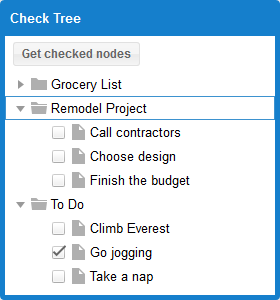 Check Tree
Get checked nodes
Grocery List
Remodel Project
Call contractors
Choose design
Finish the budget
To Do
Climb Everest
Go jogging
Take a nap